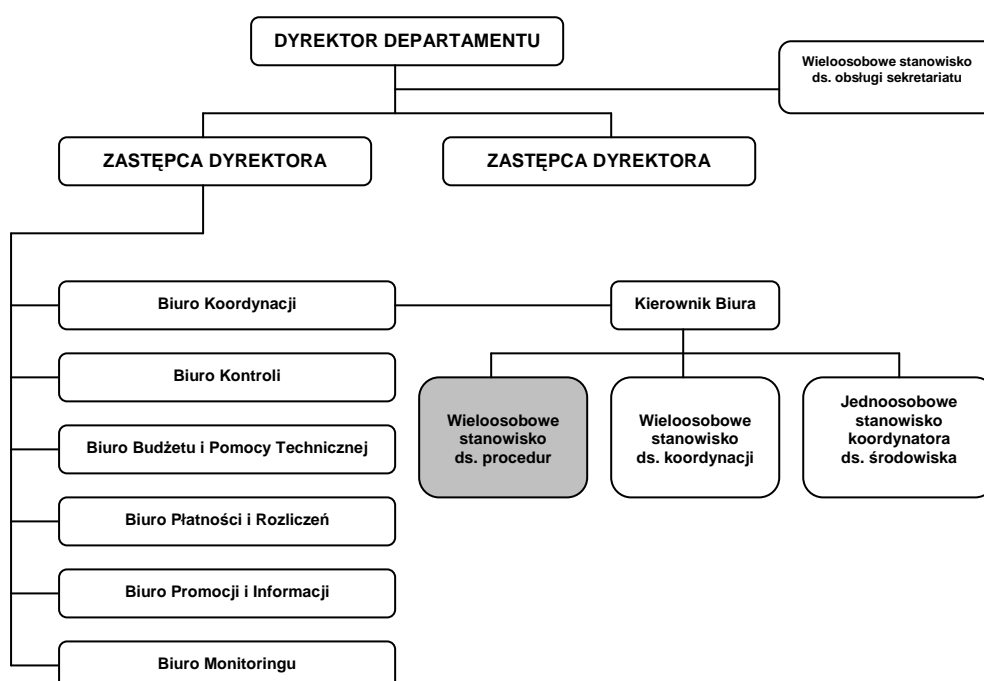 DYREKTOR DEPARTAMENTU
Wieloosobowe stanowisko
ds. obsługi sekretariatu
ZASTĘPCA DYREKTORA
ZASTĘPCA DYREKTORA
Biuro Koordynacji
Kierownik Biura
Biuro Kontroli
Wieloosobowe
stanowisko
ds. procedur
Wieloosobowe
stanowisko
ds. koordynacji
Jednoosobowe
stanowisko
koordynatora
ds. środowiska
Biuro Budżetu i Pomocy Technicznej
Biuro Płatności i Rozliczeń
Biuro Promocji i Informacji
Biuro Monitoringu